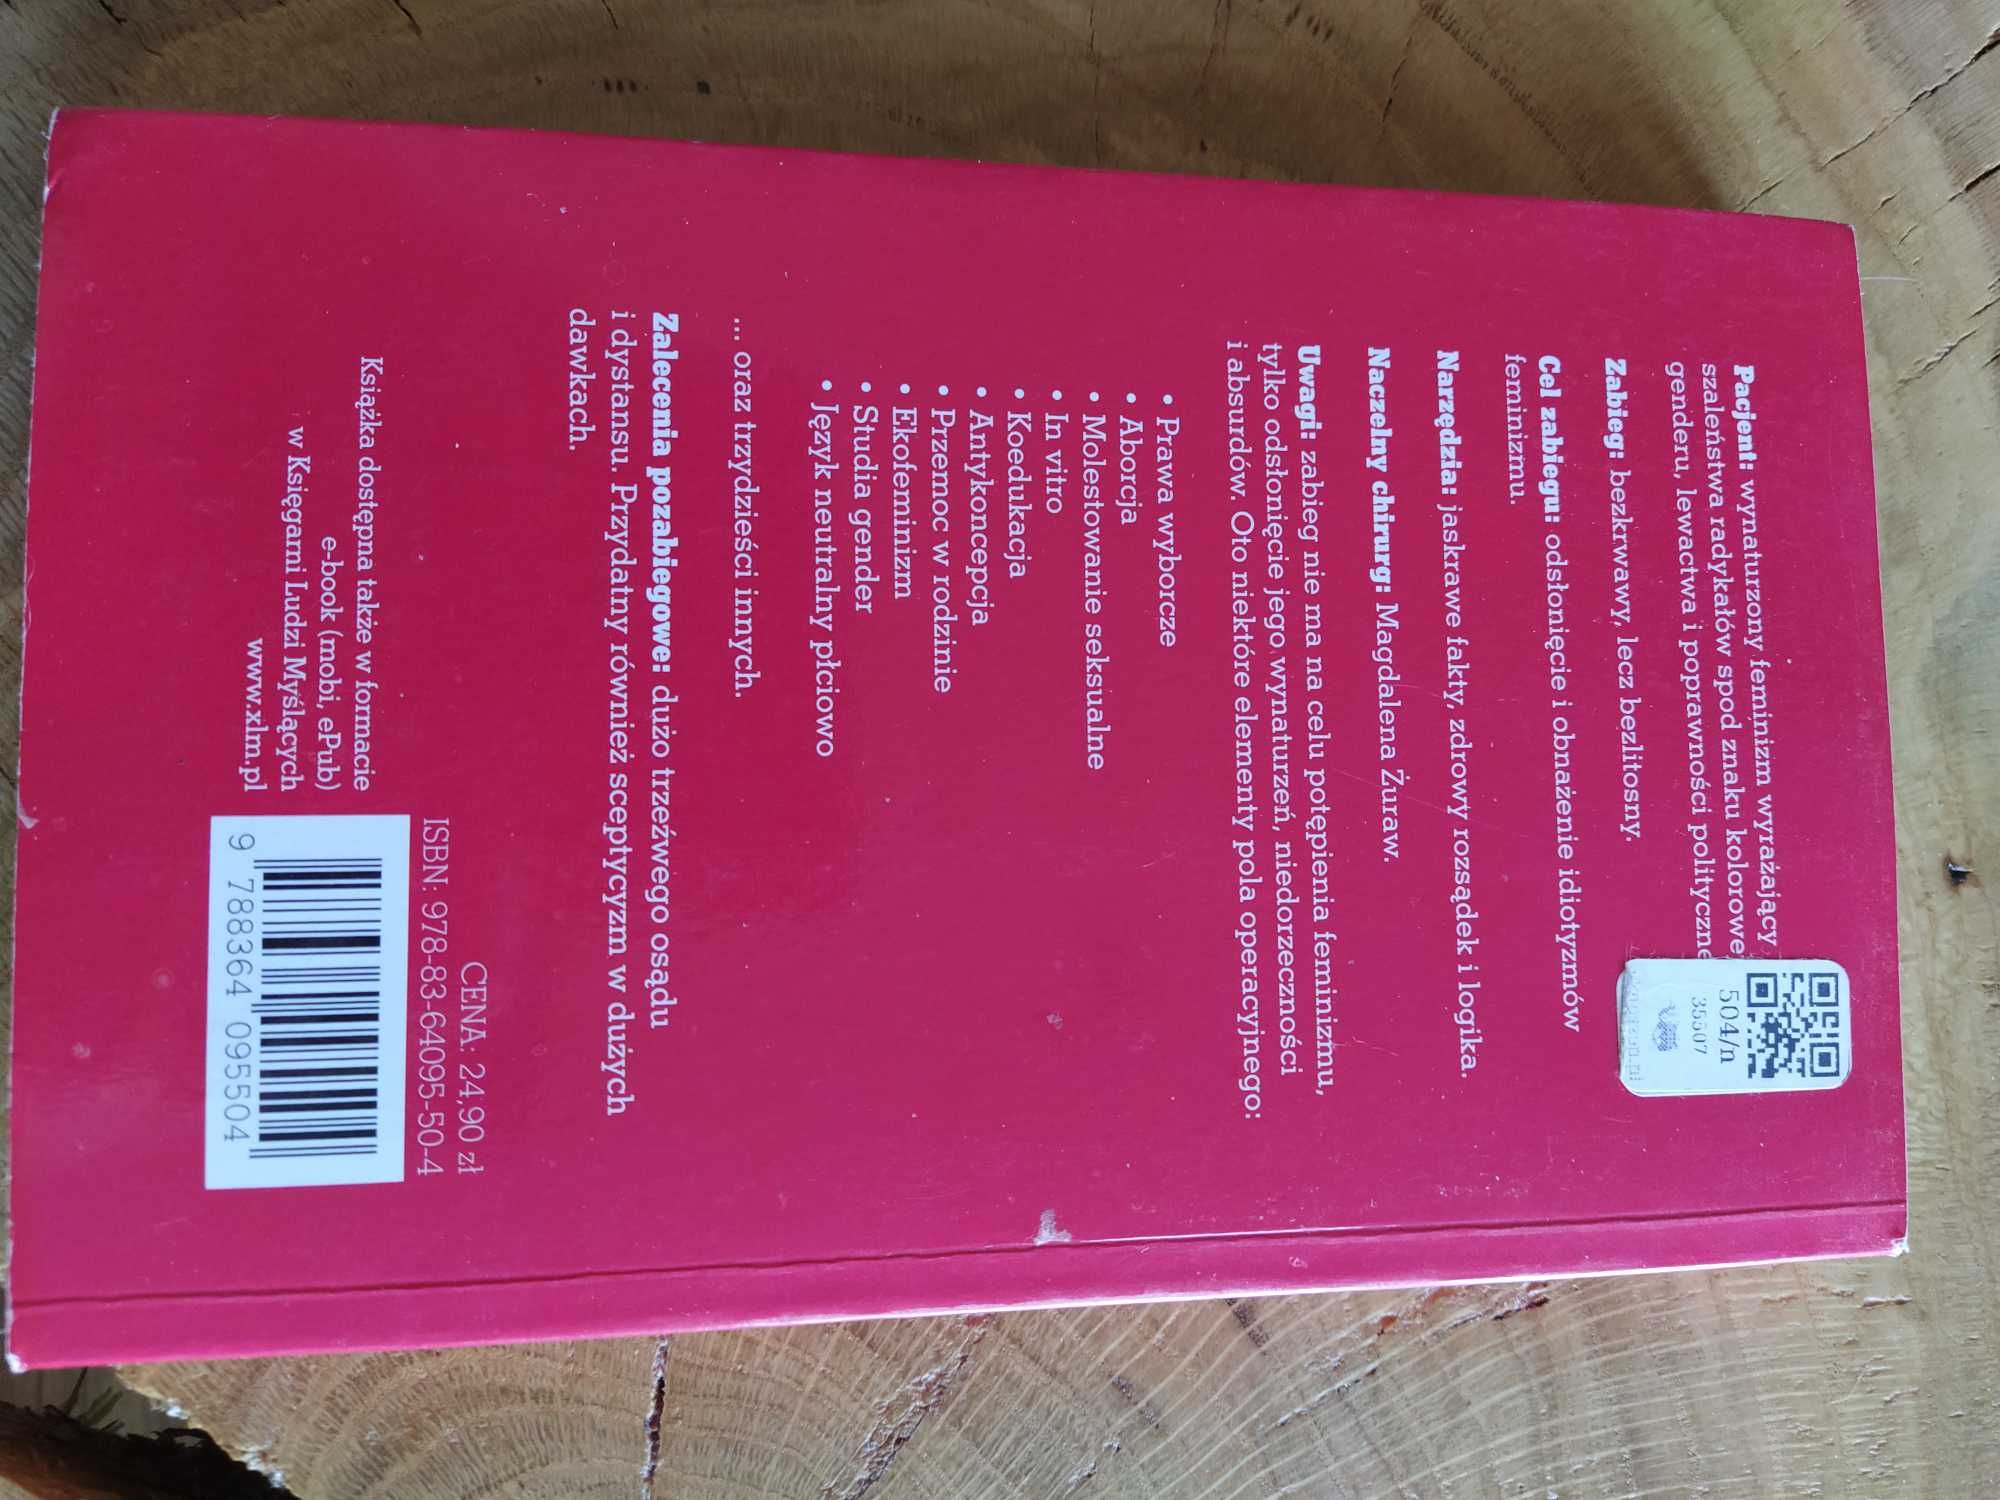 Pacjent: wynaturzony feminizm wyrażający
szaleństwa radykałów spod znaku kolorowej
genderu, lewactwa i poprawności polityczne
Zabieg: bezkrwawy, lecz bezlitosny.
Cel zabiegu: odsłonięcie i obnażenie idiotyzmów
feminizmu.
Narzędzia: jaskrawe fakty, zdrowy rozsądek i logika.
Naczelny chirurg: Magdalena Żuraw.
Uwagi: zabieg nie ma na celu potępienia feminizmu,
tylko odsłonięcie jego wynaturzeń, niedorzeczności
i absurdów. Oto niektóre elementy pola operacyjnego:
• Prawa wyborcze
• Aborcja
• Molestowanie seksualne
• In vitro
• Koedukacja
• Antykoncepcja
• Przemoc w rodzinie
• Ekofeminizm
• Studia gender
• Język neutralny płciowo
... oraz trzydzieści innych.
Zalecenia pozabiegowe: dużo trzeźwego osądu
i dystansu. Przydatny również sceptycyzm w dużych
dawkach.
Książka dostępna także w formacie
e-book (mobi, ePub)
w Księgarni Ludzi Myślących
www.xlm.pl
CENA: 24,90 zł
ISBN: 978-83-64095-50-4
9 788364 095504
504/n
35507